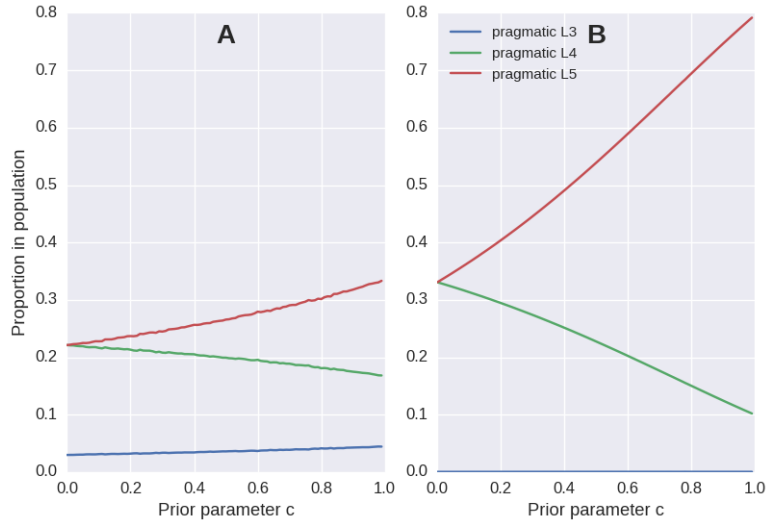 A
B
pragmatic L3
pragmatic L4
pragmatic L5
Proportion in population
0.8
0.7
0.6
0.5
0.4
0.3
0.2
0.1
0.0
0.0 0.2 0.4 0.6 0.8 1.0
Prior parameter c
0.8
0.7
0.6
0.5
0.4
0.3
0.2
0.1
0.0
0.0 0.2 0.4 0.6 0.8 1.0
Prior parameter c